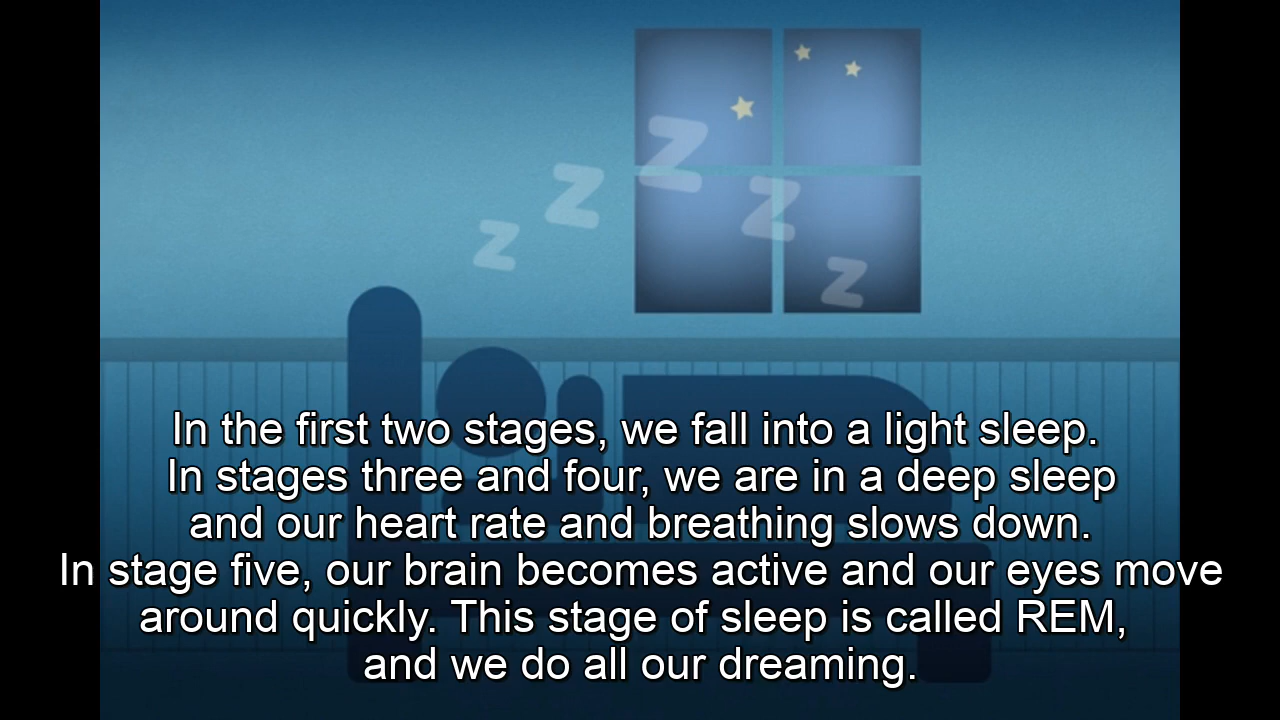 z z Z Z z
In the first two stages, we fall into a light sleep.
In stages three and four, we are in a deep sleep
and our heart rate and breathing slows down.
In stage five, our brain becomes active and our eyes move
around quickly. This stage of sleep is called REM,
and we do all our dreaming.